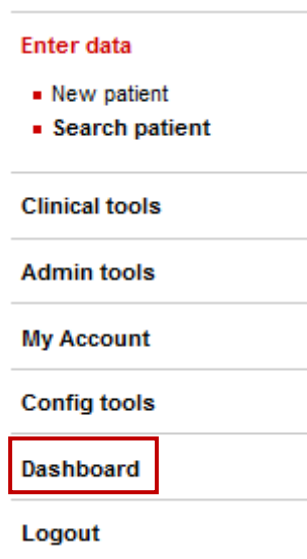 Enter data
New patient
Search patient
Clinical tools
Admin tools
My Account
Config tools
Dashboard
Logout